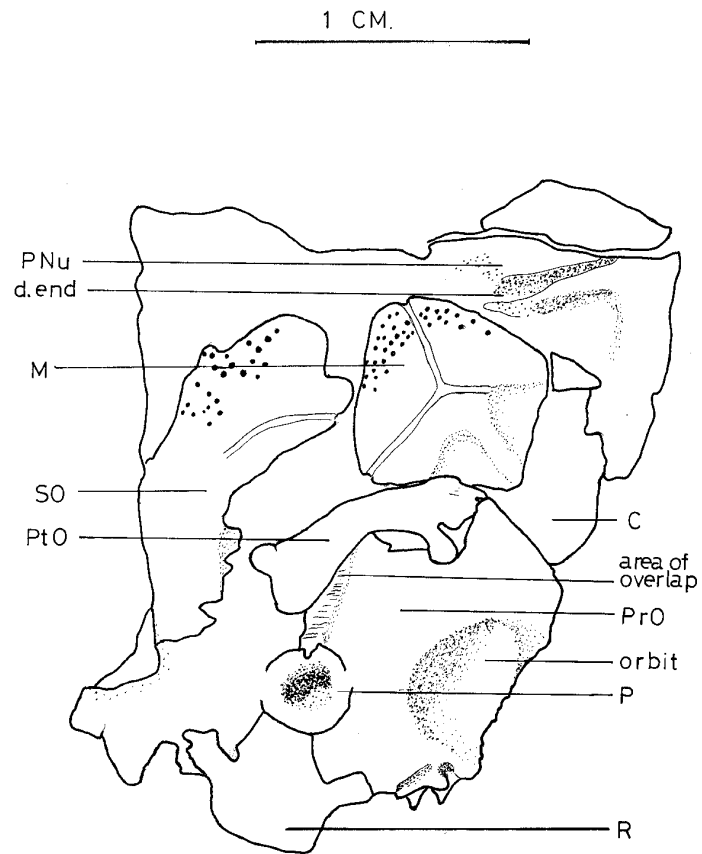 1 CM.
PNu
d.end
M
SO
PtO
C
area of
overlap
PrO
orbit
P
R